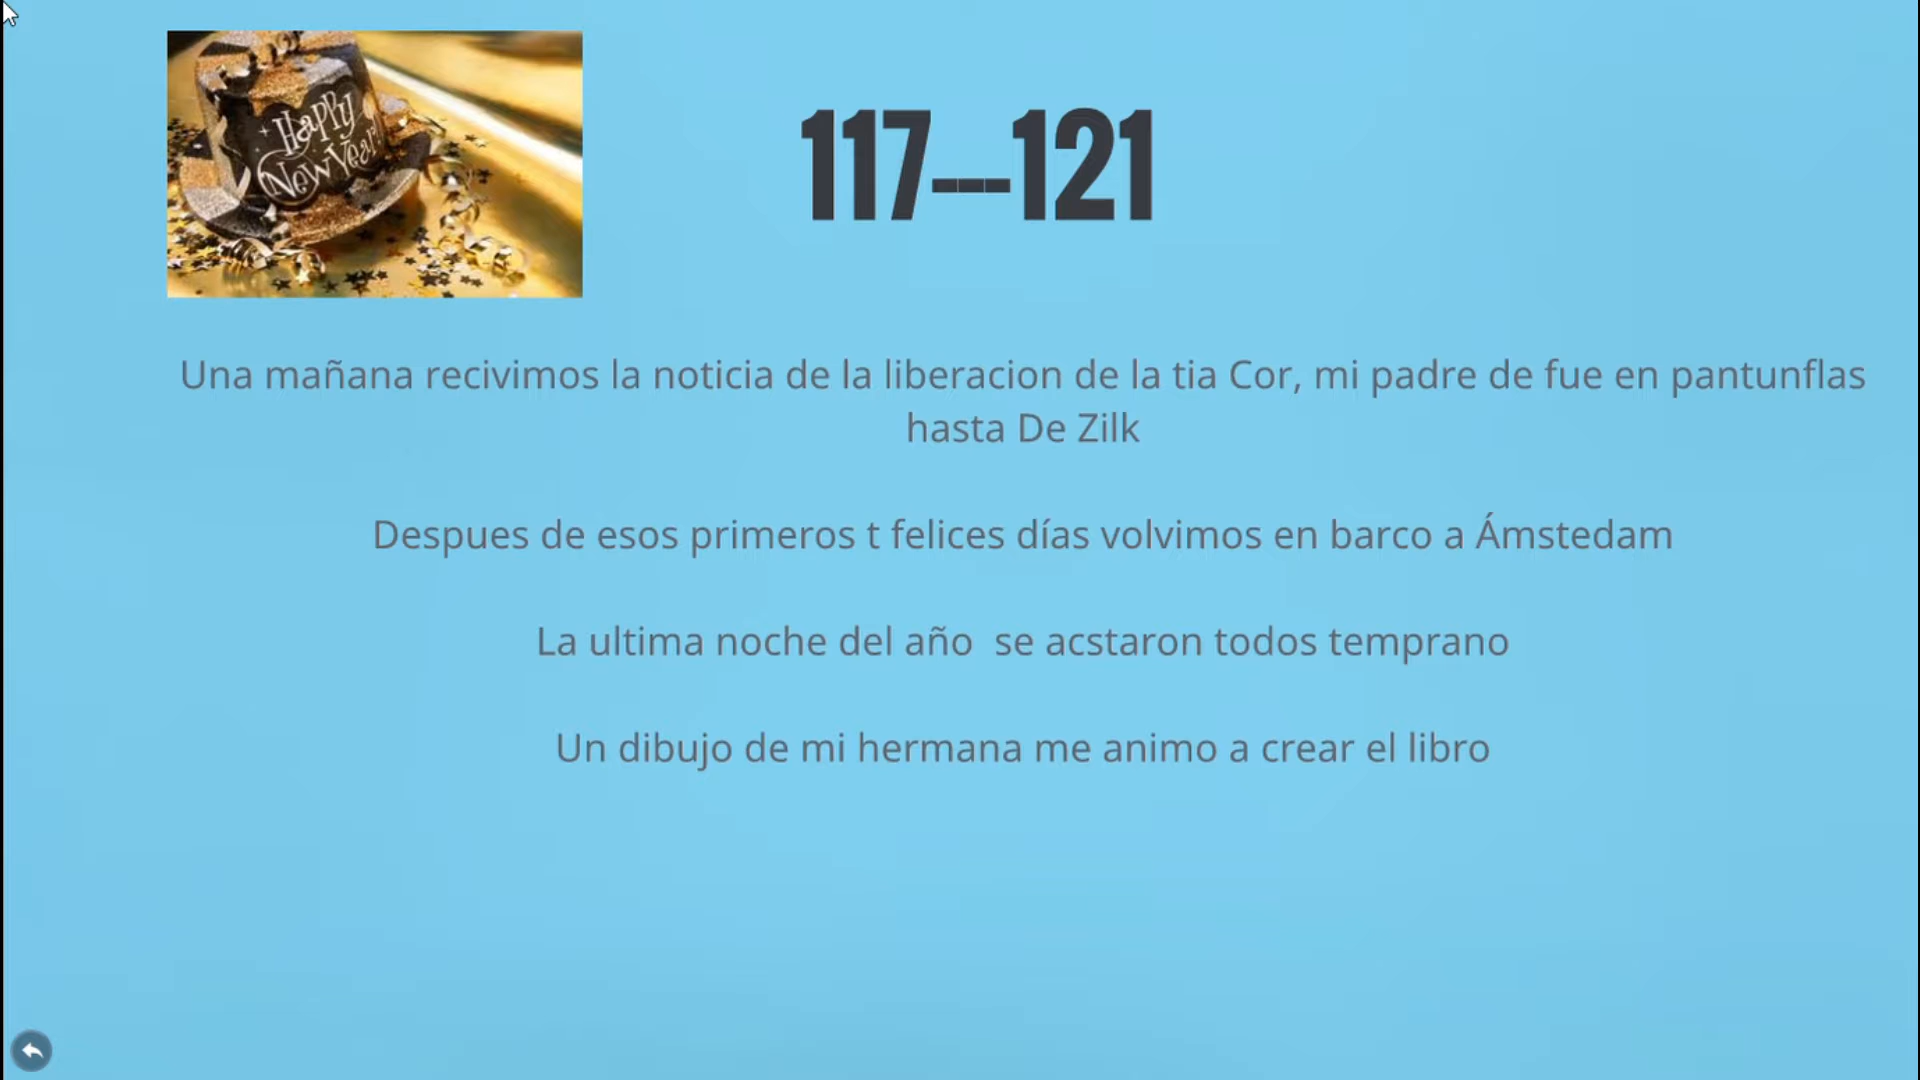 Happy
New Year
117---121
Una mañana recivimos la noticia de la liberacion de la tia Cor, mi padre de fue en pantunflas
hasta De Zilk
Despues de esos primeros t felices días volvimos en barco a Ámstedam
La ultima noche del año  se acstaron todos temprano
Un dibujo de mi hermana me animo a crear el libro